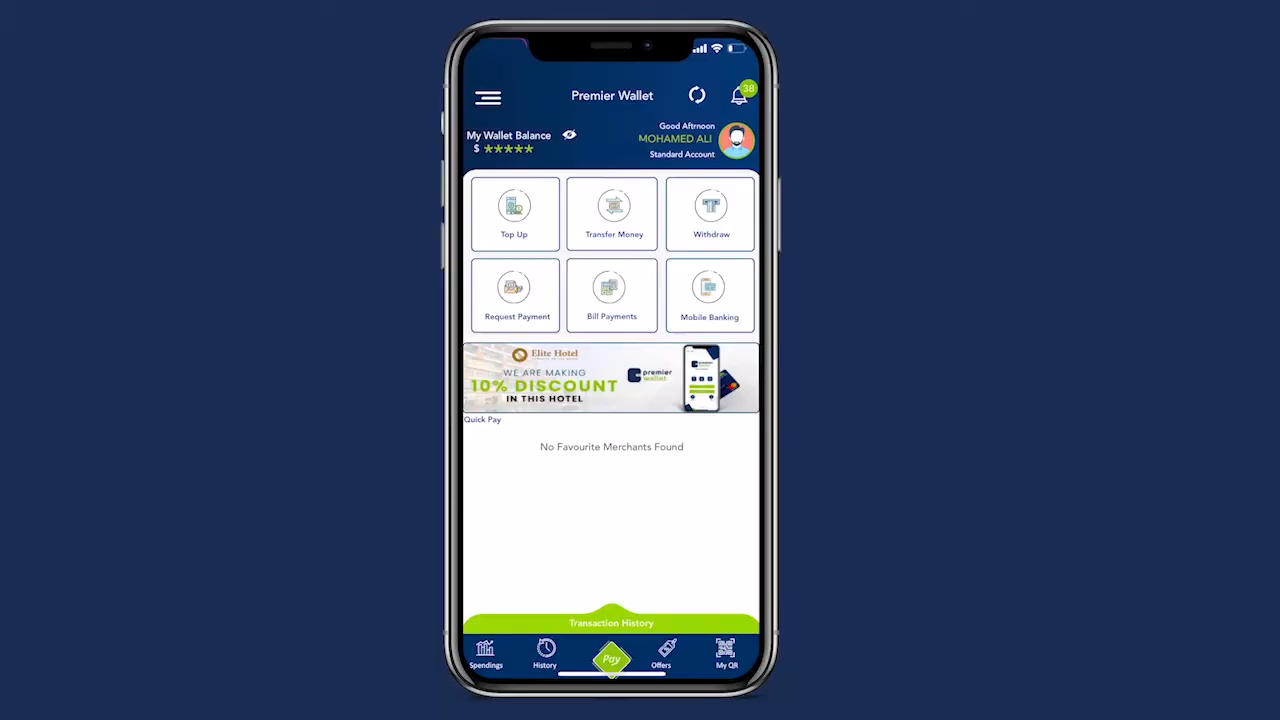 Premier Wallet
38
My Wallet Balance
$ *****
Good Aftrnoon
MOHAMED ALI
Standard Account
Top Up
Transfer Money
Withdraw
Request Payment
Bill Payments
Mobile Banking
Elite Hotel
WE ARE MAKING
10% DISCOUNT
IN THIS HOTEL
premier
wallet
Quick Pay
No Favourite Merchants Found
Transaction History
Spendings
History
Pay
Offers
My QR